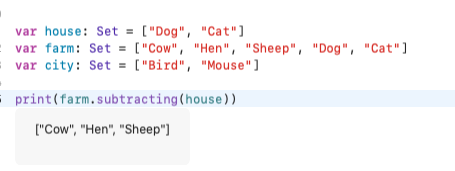 var house: Set = ["Dog", "Cat"]
var farm: Set = ["Cow", "Hen", "Sheep", "Dog", "Cat"]
var city: Set = ["Bird", "Mouse"]
print(farm.subtracting(house))
["Cow", "Hen", "Sheep"]